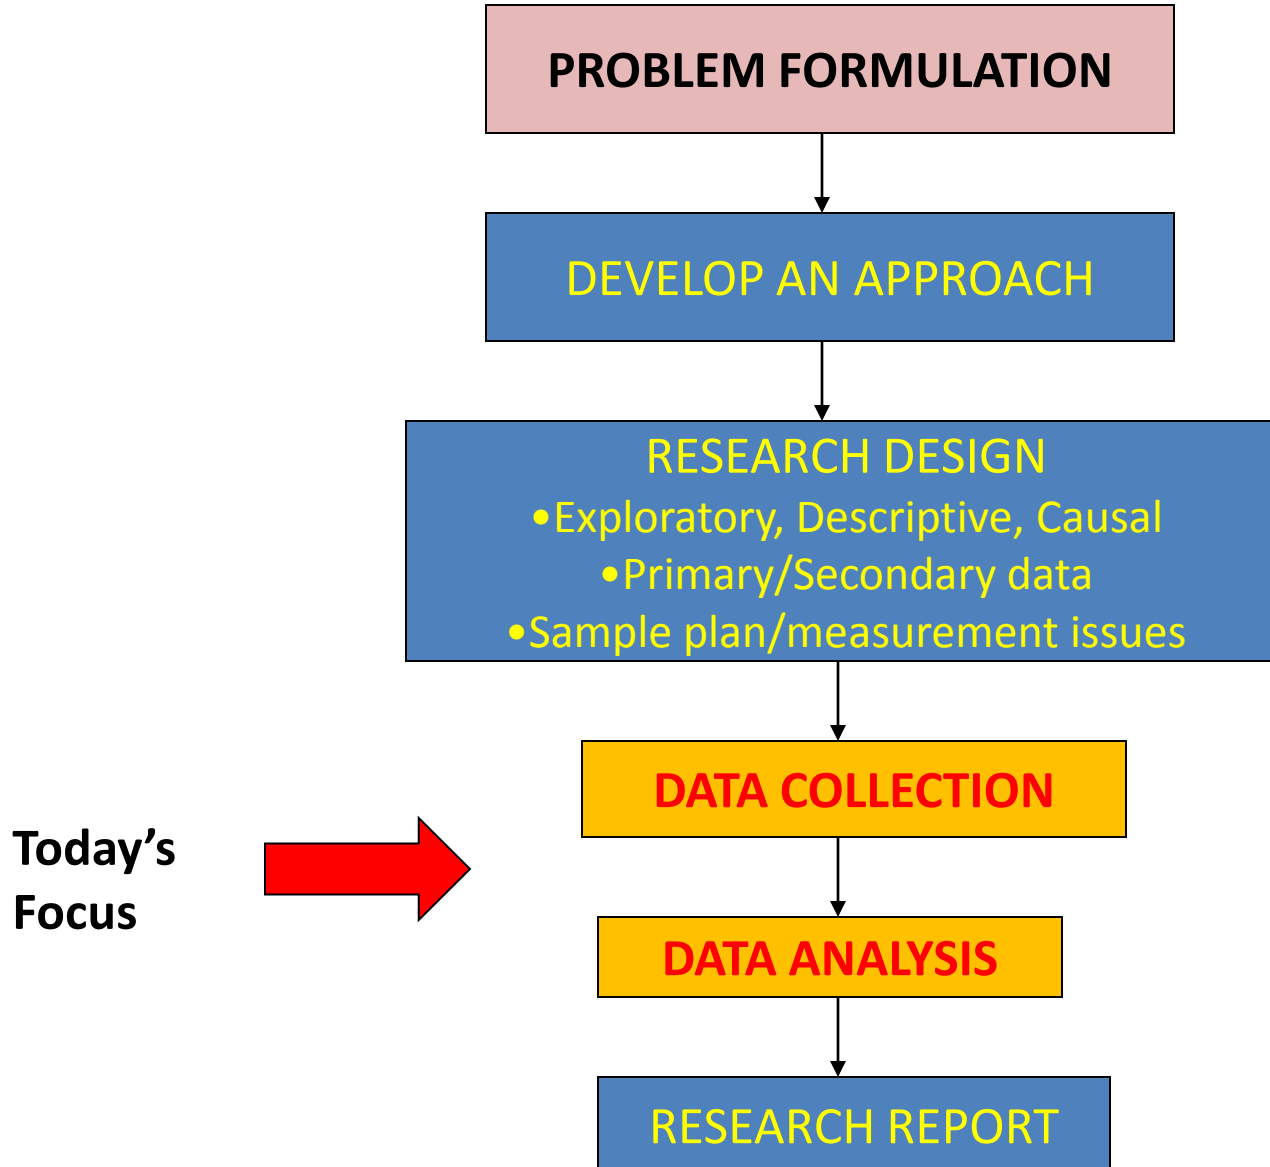 PROBLEM FORMULATION
DEVELOP AN APPROACH
RESEARCH DESIGN
•Exploratory, Descriptive, Causal
•Primary/Secondary data
•Sample plan/measurement issues
DATA COLLECTION
Today’s
Focus
DATA ANALYSIS
RESEARCH REPORT